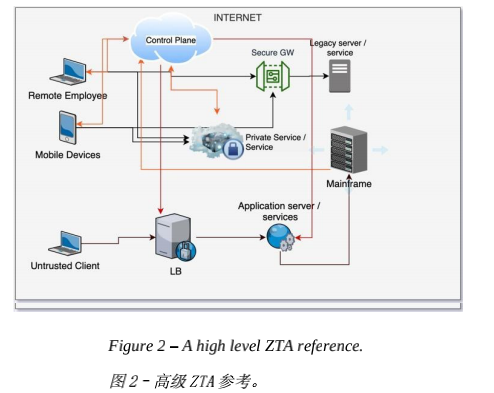 INTERNET
Control Plane
Legacy server /
service
Secure GW
Remote Employee
Private Service /
Service
Mobile Devices
Mainframe
Application server /
services
Untrusted Client
LB
Figure 2 – A high level ZTA reference.
图 2 - 高级 ZTA 参考。